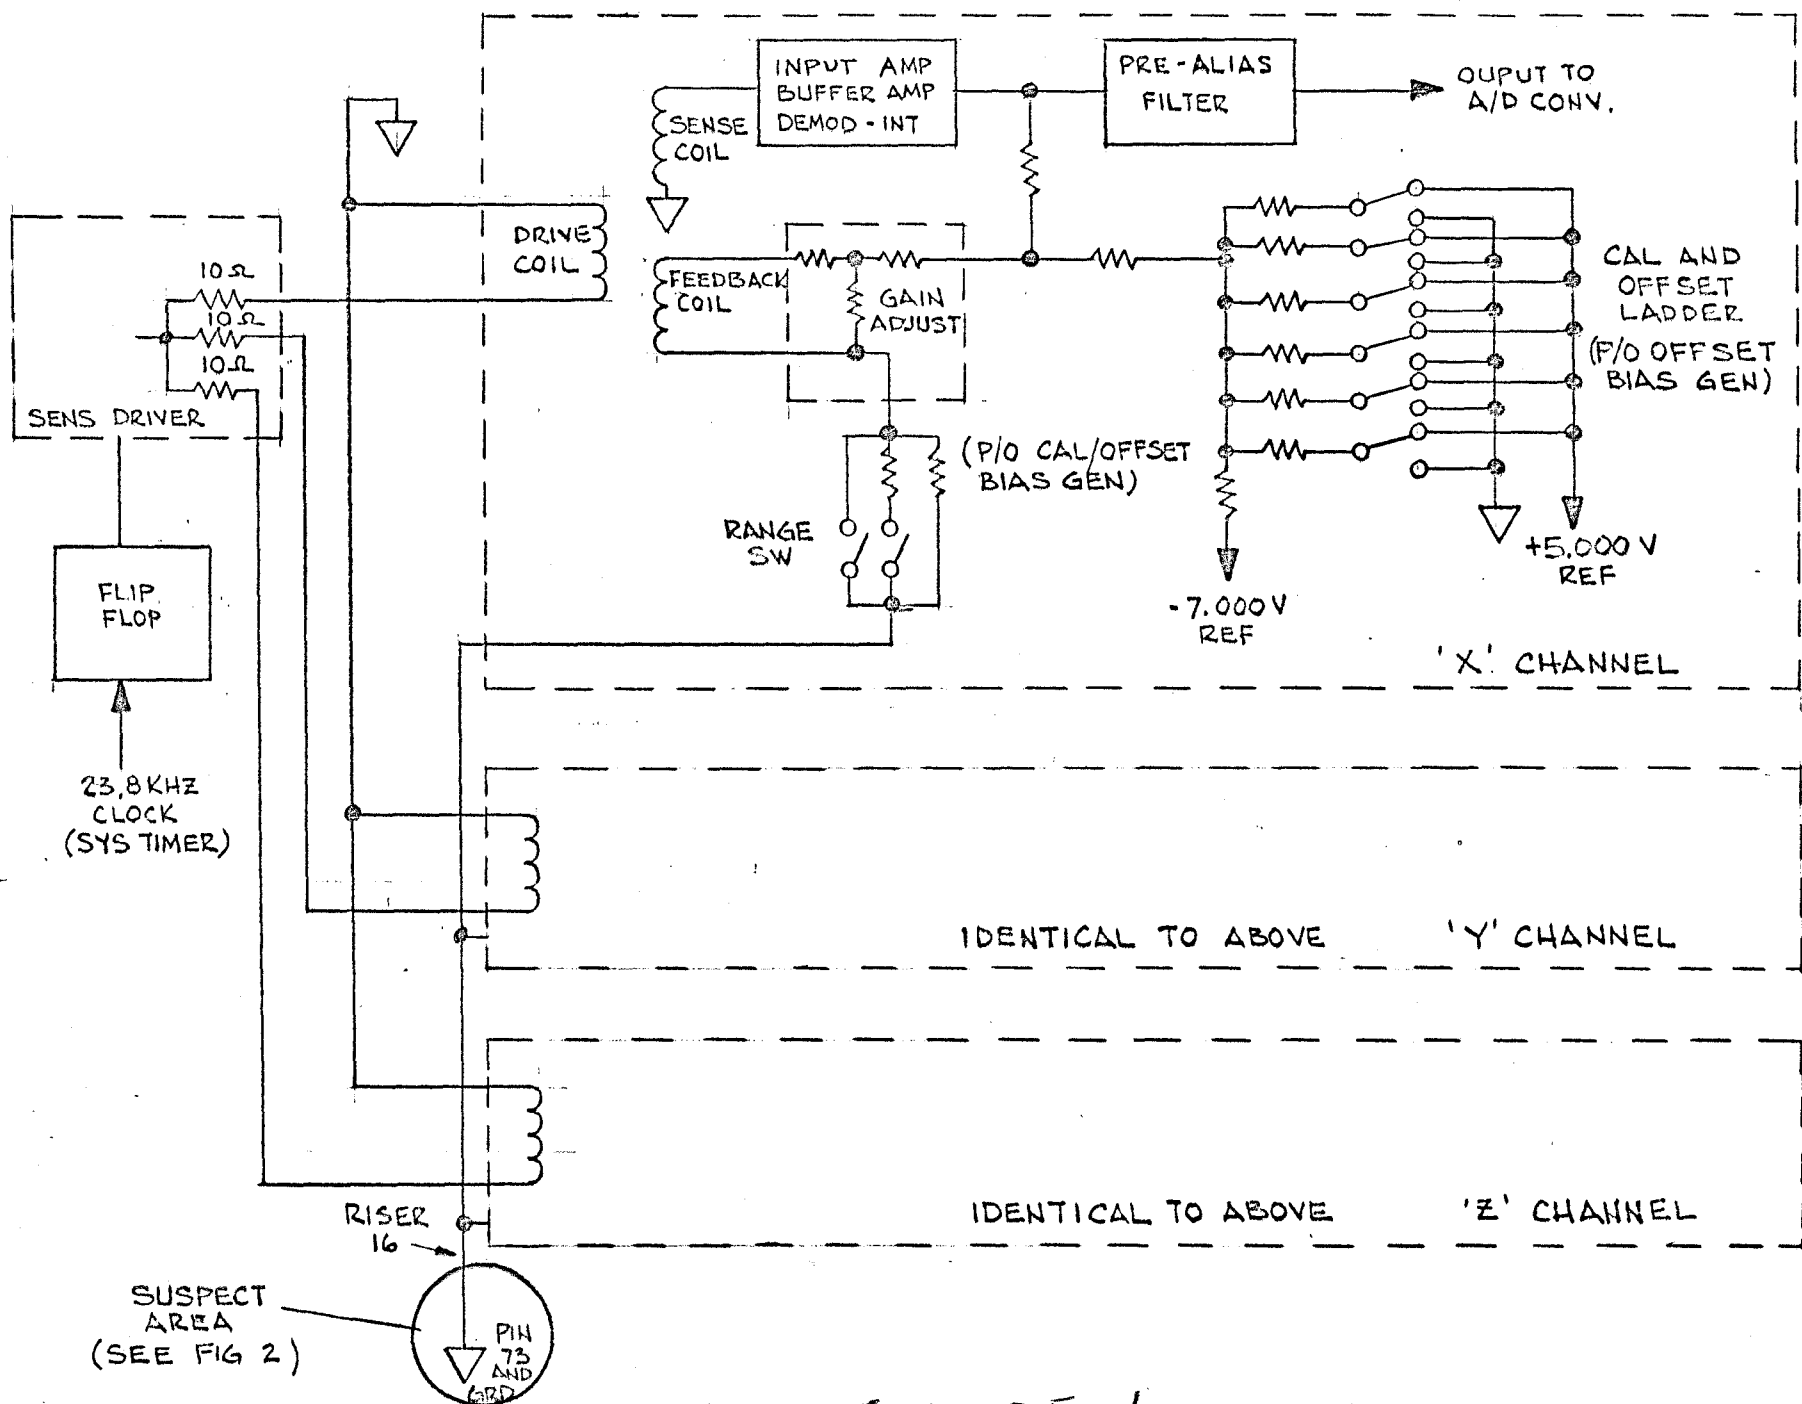 INPUT AMP
BUFFER AMP
DEMOD-INT
PRE-ALIAS
FILTER
OUPUT TO
A/D CONV.
SENSE
COIL
DRIVE
COIL
FEEDBACK
COIL
GAIN
ADJUST
CAL AND
OFFSET
LADDER
(P/O OFFSET
BIAS GEN)
10Ω
10Ω
10Ω
SENS DRIVER
(P/O CAL/OFFSET
BIAS GEN)
RANGE
SW
+5.000V
REF
-7.000V
REF
FLIP
FLOP
'X' CHANNEL
23.8KHZ
CLOCK
(SYS TIMER)
IDENTICAL TO ABOVE 'Y' CHANNEL
IDENTICAL TO ABOVE 'Z' CHANNEL
RISER
16
SUSPECT
AREA
(SEE FIG 2)
PIN
73
AND
GRD